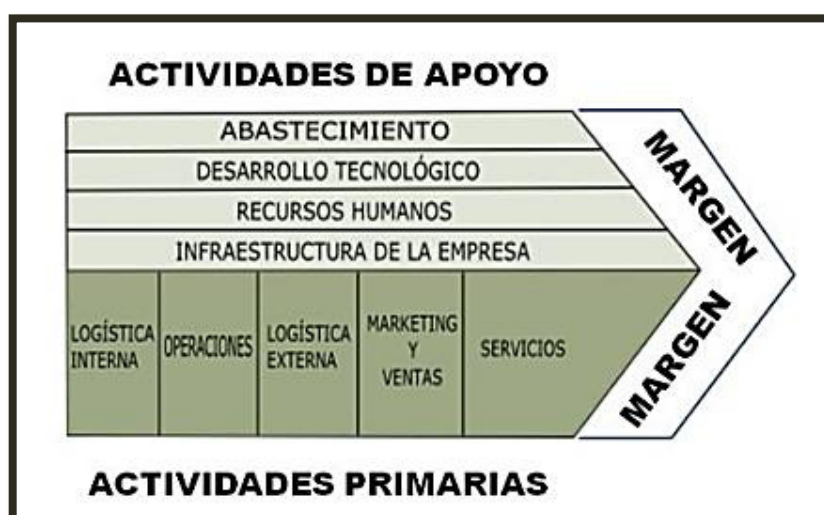 ACTIVIDADES DE APOYO
ABASTECIMIENTO
DESARROLLO TECNOLÓGICO
RECURSOS HUMANOS
INFRAESTRUCTURA DE LA EMPRESA
MARGEN
LOGÍSTICA
INTERNA
OPERACIONES
LOGÍSTICA
EXTERNA
MARKETING
Y
VENTAS
SERVICIOS
MARGEN
ACTIVIDADES PRIMARIAS